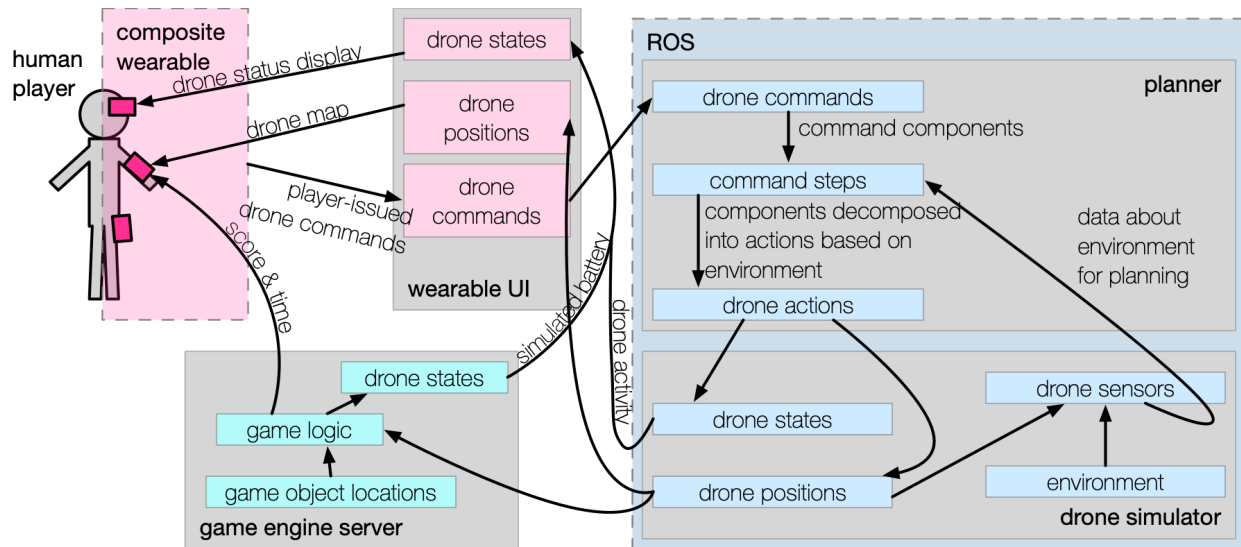 human
player
composite
wearable
drone status display
drone map
player-issued
drone commands
score & time
drone states
drone
positions
drone
commands
wearable UI
simulated battery
drone activity
drone states
game logic
game object locations
game engine server
ROS
planner
drone commands
command components
command steps
components decomposed
into actions based on
environment
drone actions
data about
environment
for planning
drone sensors
drone states
drone positions
environment
drone simulator